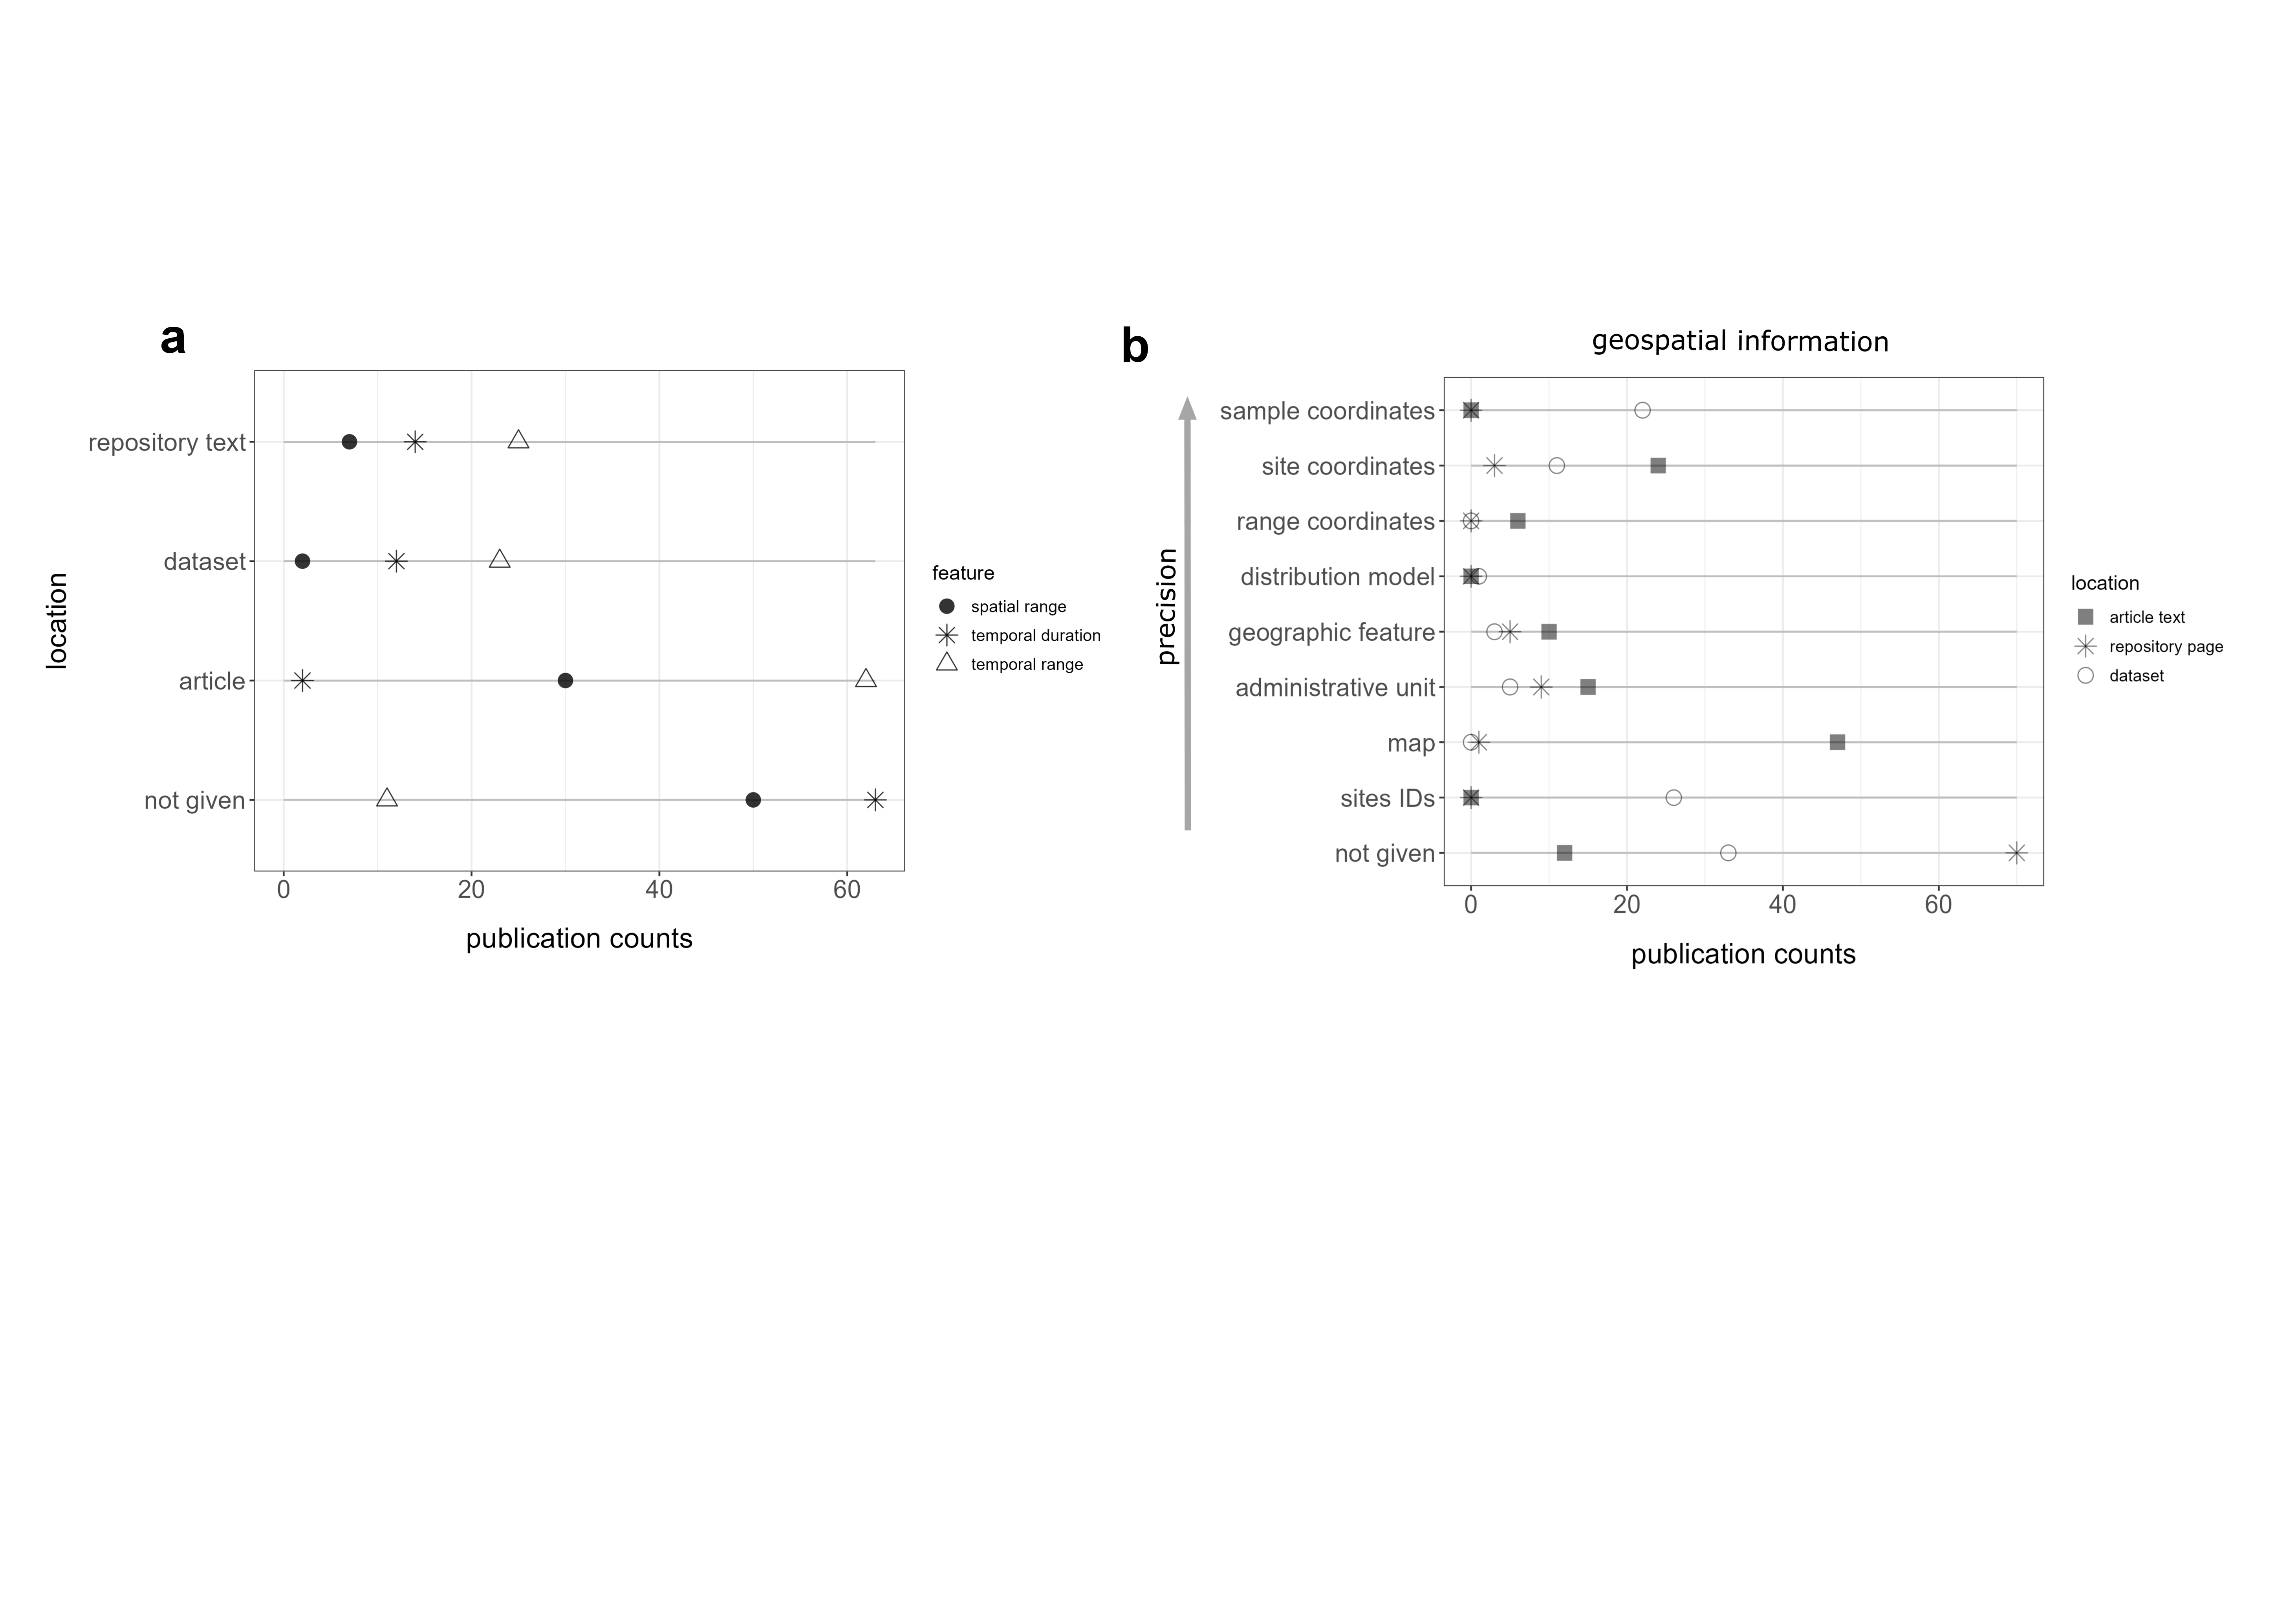 a
repository text
dataset
article
not given
location
0 20 40 60
publication counts
feature
spatial range
temporal duration
temporal range
b
geospatial information
precision
sample coordinates
site coordinates
range coordinates
distribution model
geographic feature
administrative unit
map
sites IDs
not given
0 20 40 60
publication counts
location
article text
repository page
dataset